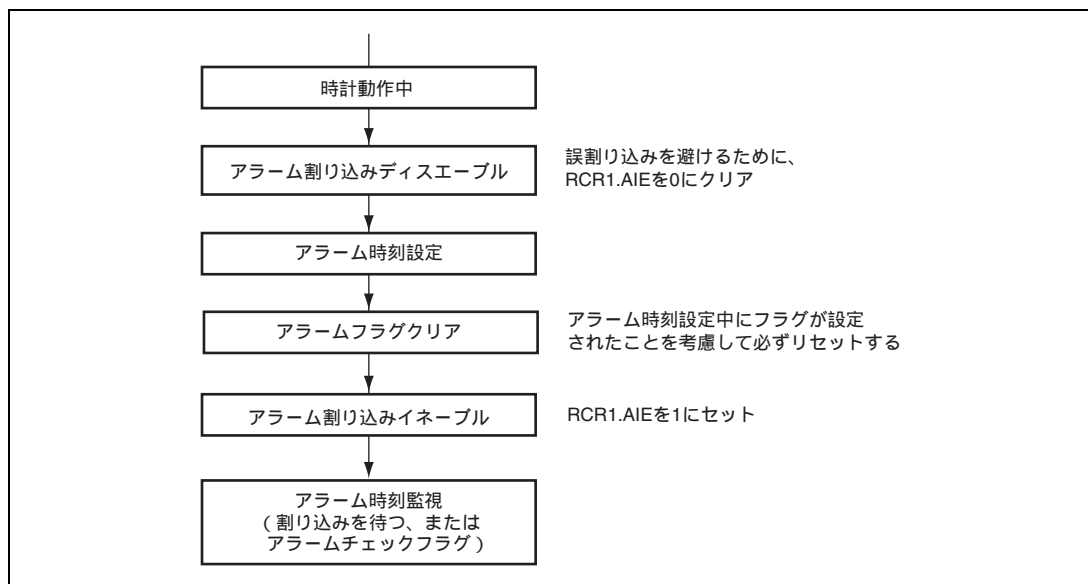 時計動作中
アラーム割り込みディスエーブル
誤割り込みを避けるために、
RCR1.AIEを0にクリア
アラーム時刻設定
アラームフラグクリア
アラーム時刻設定中にフラグが設定
されたことを考慮して必ずリセットする
アラーム割り込みイネーブル
RCR1.AIEを1にセット
アラーム時刻監視
(割り込みを待つ、または
アラームチェックフラグ)